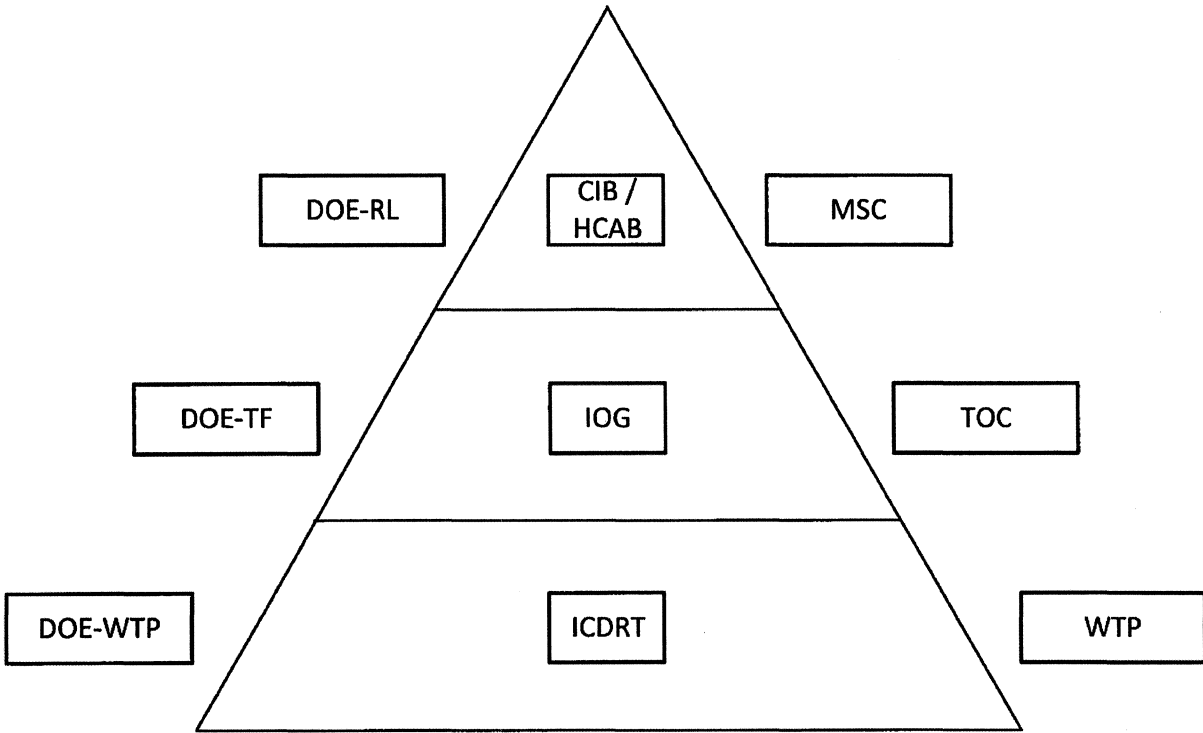 DOE-RL
CIB /
HCAB
MSC
DOE-TF
IOG
TOC
DOE-WTP
ICDRT
WTP